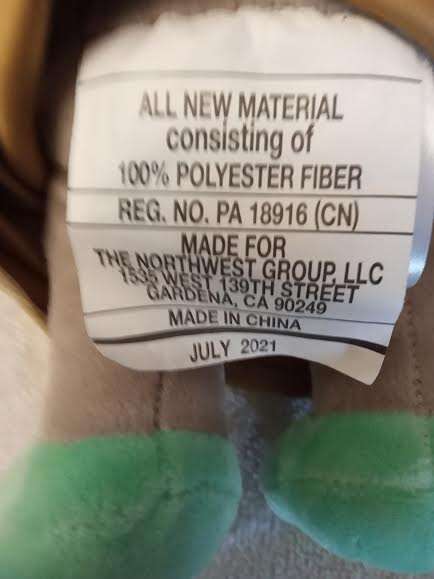 ALL NEW MATERIAL
consisting of
100% POLYESTER FIBER
REG. NO. PA 18916 (CN)
MADE FOR
THE NORTHWEST GROUP, LLC
1535 WEST 139TH STREET
GARDENA, CA 90249
MADE IN CHINA
JULY 2021